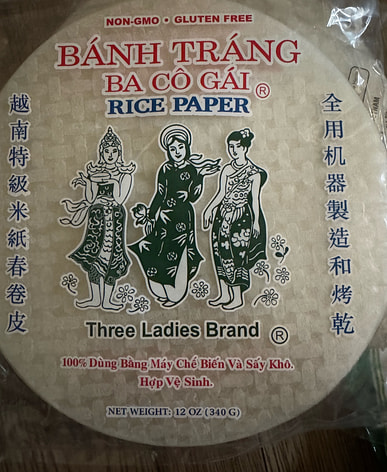 NON-GMO • GLUTEN FREE
BÁNH TRÁNG
BA CÔ GÁI ®
RICE PAPER
越南特級米紙春卷皮
全用机器製造和烤乾
Three Ladies Brand ®
100% Dùng Bằng Máy Chế Biến Và Sấy Khô.
Hợp Vệ Sinh.
NET WEIGHT: 12 OZ (340 G)